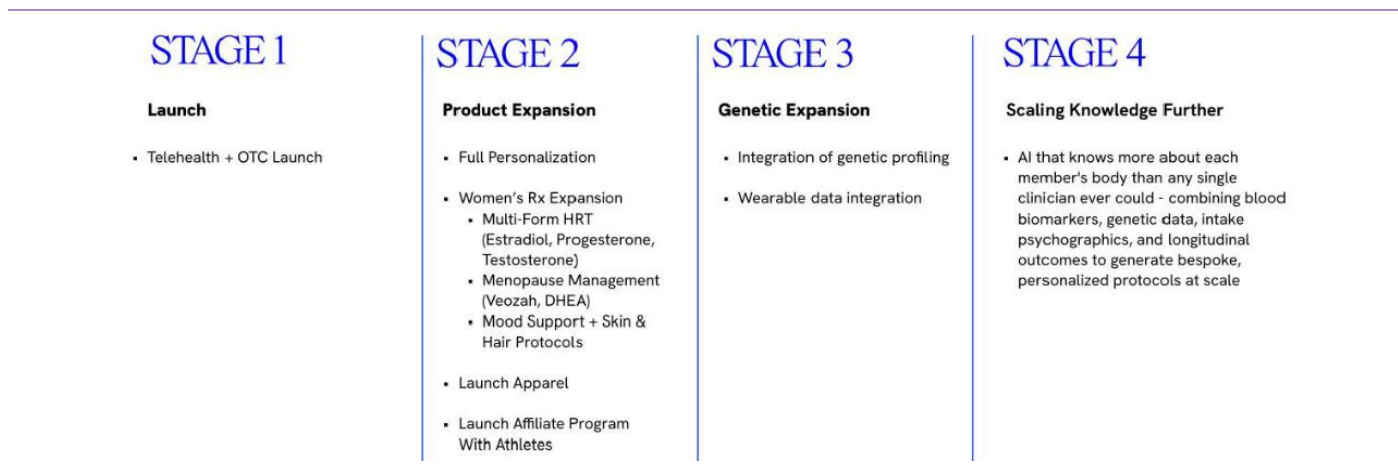 STAGE 1
Launch
▪ Telehealth + OTC Launch
STAGE 2
Product Expansion
▪ Full Personalization
▪ Women's Rx Expansion
▪ Multi-Form HRT
(Estradiol, Progesterone,
Testosterone)
▪ Menopause Management
(Veozah, DHEA)
▪ Mood Support + Skin &
Hair Protocols
▪ Launch Apparel
▪ Launch Affiliate Program
With Athletes
STAGE 3
Genetic Expansion
▪ Integration of genetic profiling
▪ Wearable data integration
STAGE 4
Scaling Knowledge Further
▪ AI that knows more about each
member's body than any single
clinician ever could - combining blood
biomarkers, genetic data, intake
psychographics, and longitudinal
outcomes to generate bespoke,
personalized protocols at scale